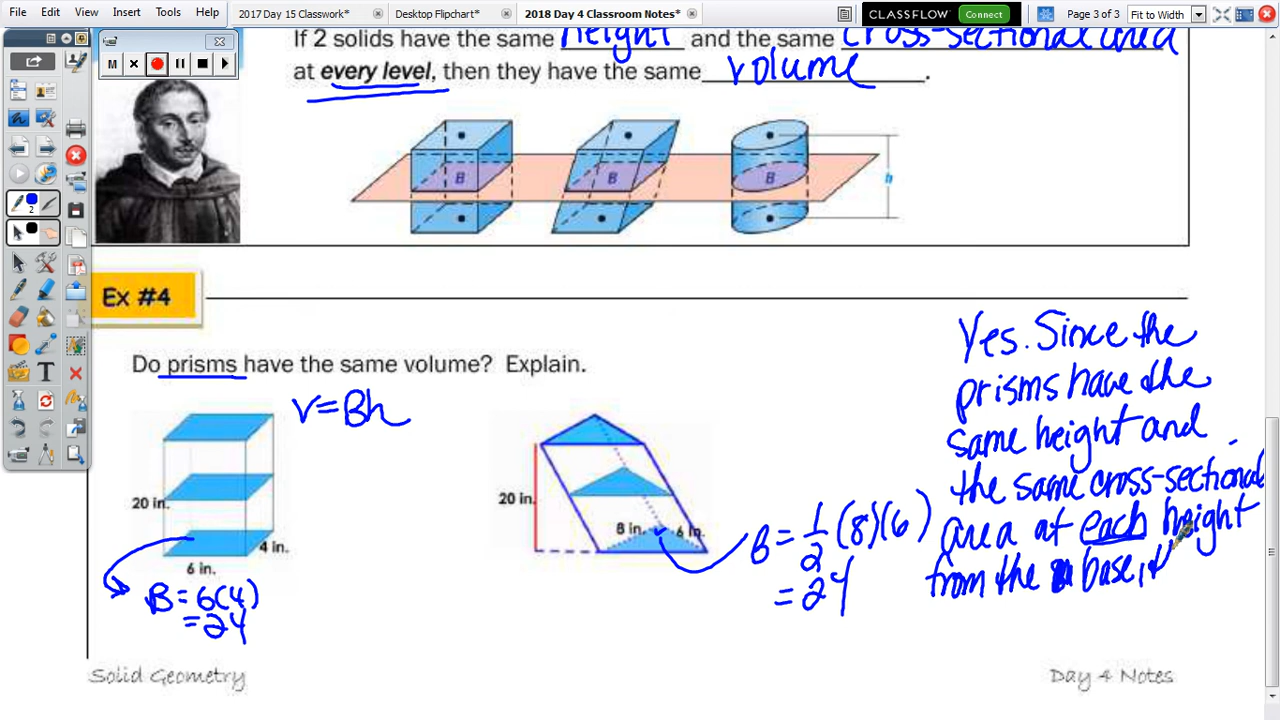 File Edit View Insert Tools Help
2017 Day 15 Classwork* Desktop Flipchart* 2018 Day 4 Classroom Notes* CLASSFLOW Connect Page 3 of 3 Fit to Width
If 2 solids have the same height and the same cross-sectional area
at every level, then they have the same volume.
M
2
B B B h
Ex #4
Do prisms have the same volume? Explain.
V=Bh
20 in.
4 in.
6 in.
B = 6(4)
= 24
20 in.
8 in. 6 in.
B = 1/2 (8)(6)
= 24
Yes. Since the
prisms have the
same height and
the same cross-sectional
area at each height
from the base,
Solid Geometry Day 4 Notes